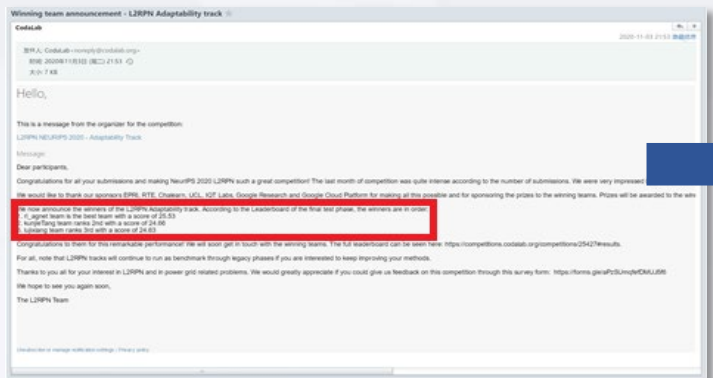 Winning team announcement - L2RPN Adaptability track
CodaLab
2020-11-03 21:53
发件人: CodaLab<noreply@codalab.org>
时间: 2020年11月3日 (周二) 21:53
大小: 7 KB
Hello,
This is a message from the organizer for the competition:
L2RPN NEURIPS 2020 - Adaptability Track
Message:
Dear participants,
Congratulations for all your submissions and making NeurIPS 2020 L2RPN such a great competition! The last month of competition was quite intense according to the number of submissions. We were very impressed
We would like to thank our sponsors EPRI, RTE, Chalearn, UCL, IQT Labs, Google Research and Google Cloud Platform for making all this possible and for sponsoring the prizes to the winning teams. Prizes will be awarded to the win
We now announce the winners of the L2RPN Adaptability track. According to the Leaderboard of the final test phase, the winners are in order:
1. rl_agnet team is the best team with a score of 25.53
2. kunjieTang team ranks 2nd with a score of 24.66
3. lujixiang team ranks 3rd with a score of 24.63
Congratulations to them for this remarkable performance! We will soon get in touch with the winning teams. The full leaderboard can be seen here: https://competitions.codalab.org/competitions/25427#results.
For all, note that L2RPN tracks will continue to run as benchmark through legacy phases if you are interested to keep improving your methods.
Thanks to you all for your interest in L2RPN and in power grid related problems. We would greatly appreciate if you could give us feedback on this competition through this survey form:
We hope to see you again soon,
The L2RPN Team
Unsubscribe or manage notification settings | Privacy policy